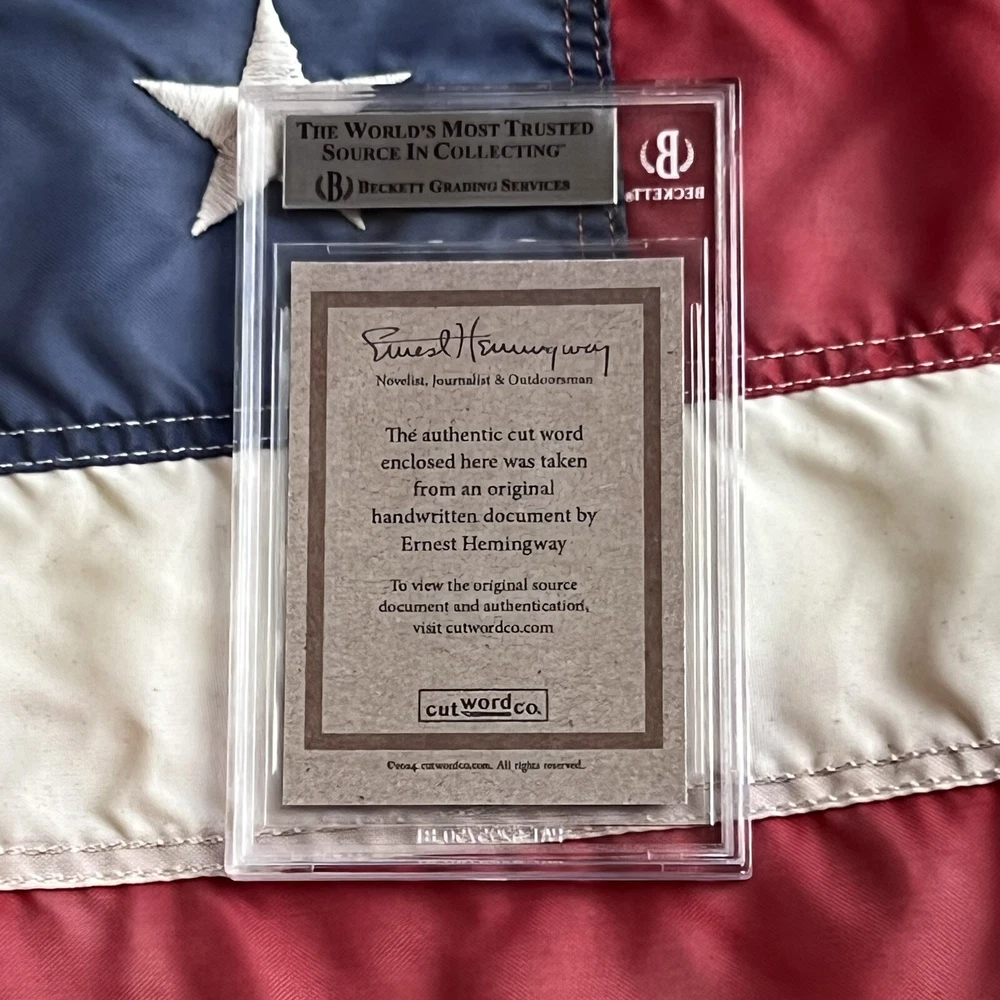 THE WORLD'S MOST TRUSTED
SOURCE IN COLLECTING™
B BECKETT GRADING SERVICES
B
BECKETT®
Ernest Hemingway
Novelist, Journalist & Outdoorsman
The authentic cut word
enclosed here was taken
from an original
handwritten document by
Ernest Hemingway
To view the original source
document and authentication,
visit cutwordco.com
cut word co.
©2024 cutwordco.com. All rights reserved.